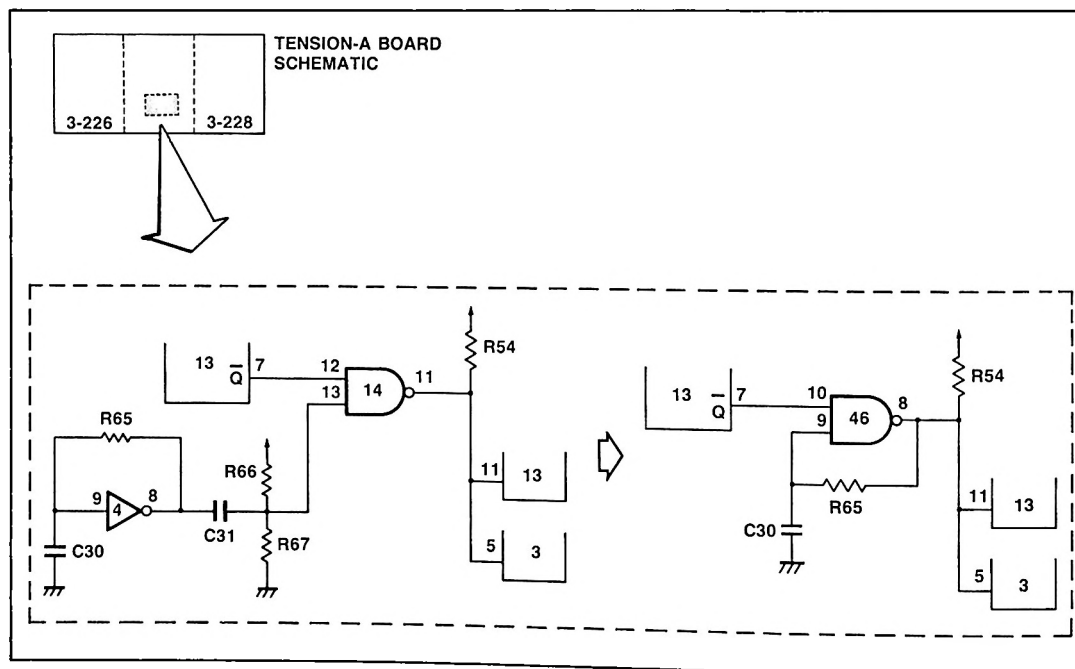 TENSION-A BOARD
SCHEMATIC
3-226
3-228
13
Q
7
12
13
14
11
R54
R65
9
4
8
C30
C31
R66
R67
11
13
5
3
13
Q
7
10
9
46
8
R54
R65
C30
11
13
5
3